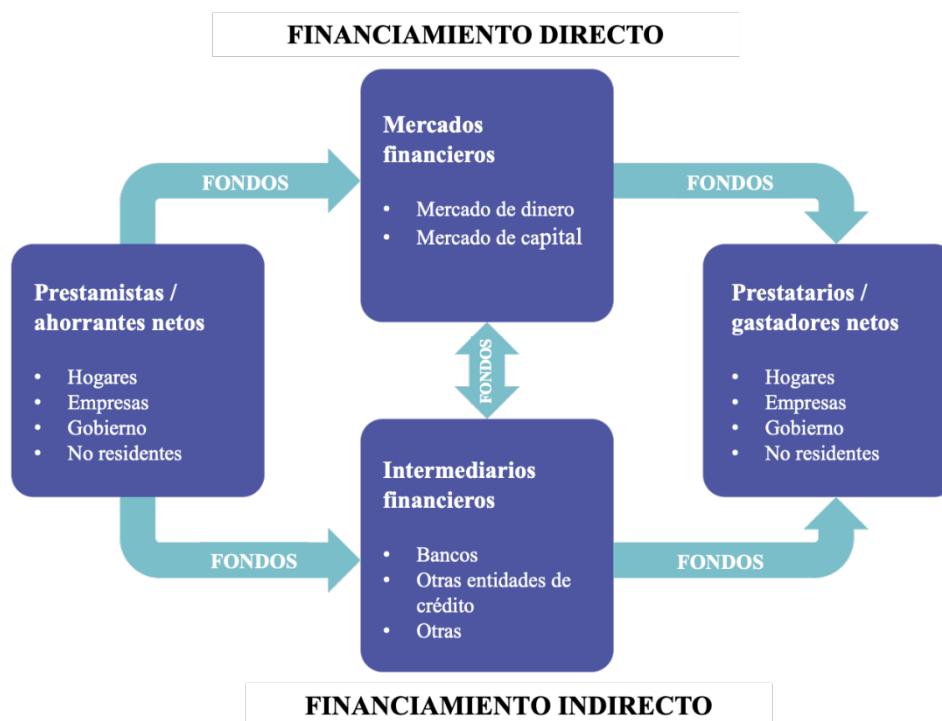 FINANCIAMIENTO DIRECTO
Mercados
financieros
• Mercado de dinero
• Mercado de capital
FONDOS
FONDOS
Prestamistas /
ahorrantes netos
• Hogares
• Empresas
• Gobierno
• No residentes
Prestatarios /
gastadores netos
• Hogares
• Empresas
• Gobierno
• No residentes
FONDOS
Intermediarios
financieros
• Bancos
• Otras entidades de
crédito
• Otras
FONDOS
FONDOS
FINANCIAMIENTO INDIRECTO